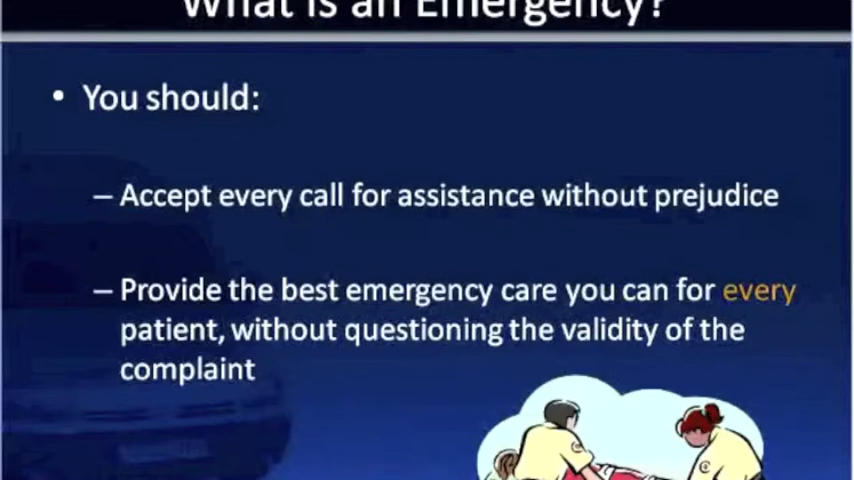 What is an Emergency?
• You should:
– Accept every call for assistance without prejudice
– Provide the best emergency care you can for every
patient, without questioning the validity of the
complaint